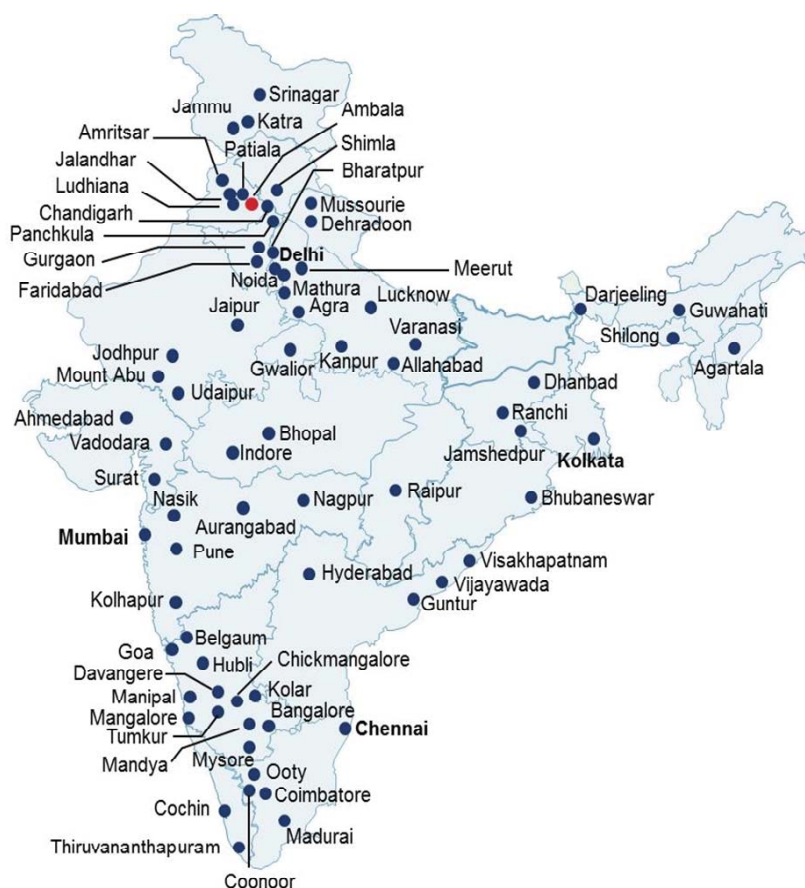 Srinagar
Ambala
Jammu
Katra
Amritsar
Patiala
Shimla
Jalandhar
Bharatpur
Ludhiana
Mussourie
Chandigarh
Dehradoon
Panchkula
Gurgaon
Delhi
Meerut
Faridabad
Noida
Mathura
Lucknow
Darjeeling
Guwahati
Jaipur
Agra
Varanasi
Shilong
Jodhpur
Gwalior
Kanpur
Allahabad
Agartala
Mount Abu
Udaipur
Dhanbad
Ahmedabad
Ranchi
Vadodara
Bhopal
Indore
Jamshedpur
Kolkata
Surat
Nasik
Nagpur
Raipur
Bhubaneswar
Aurangabad
Mumbai
Pune
Visakhapatnam
Hyderabad
Vijayawada
Kolhapur
Guntur
Belgaum
Goa
Hubli
Chickmangalore
Davangere
Manipal
Kolar
Mangalore
Bangalore
Tumkur
Chennai
Mandya
Mysore
Ooty
Cochin
Coimbatore
Madurai
Thiruvananthapuram
Coonoor